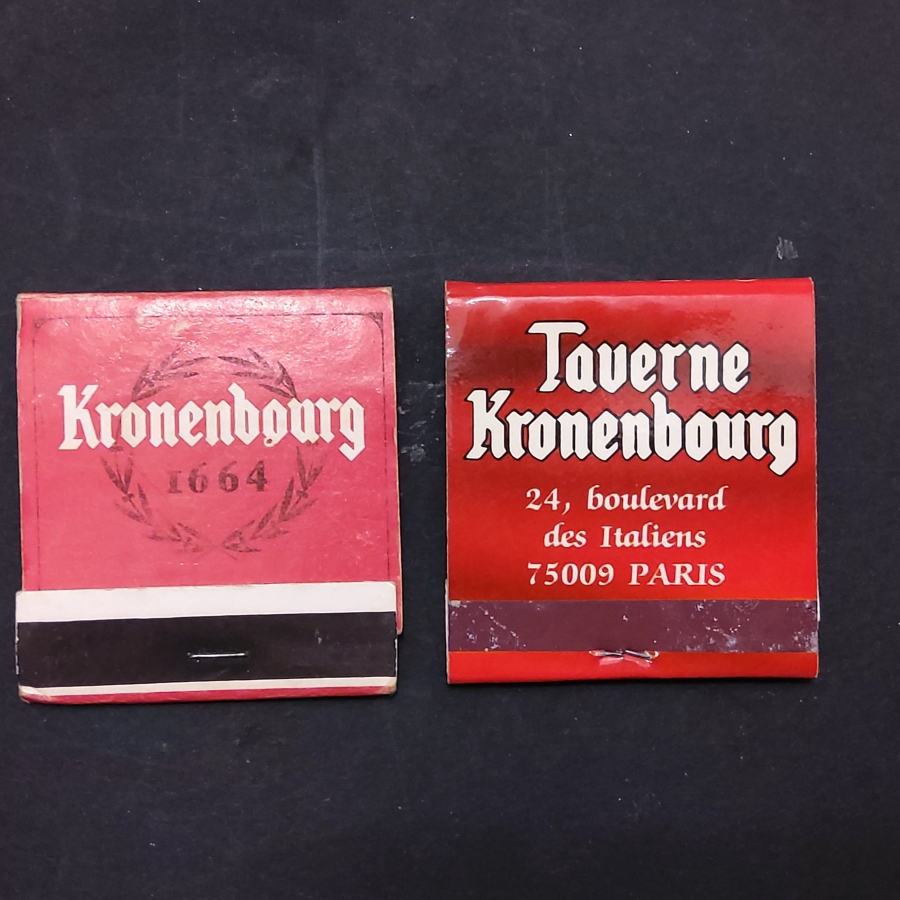 Kronenbourg
1664
Taverne
Kronenbourg
24, boulevard
des Italiens
75009 PARIS